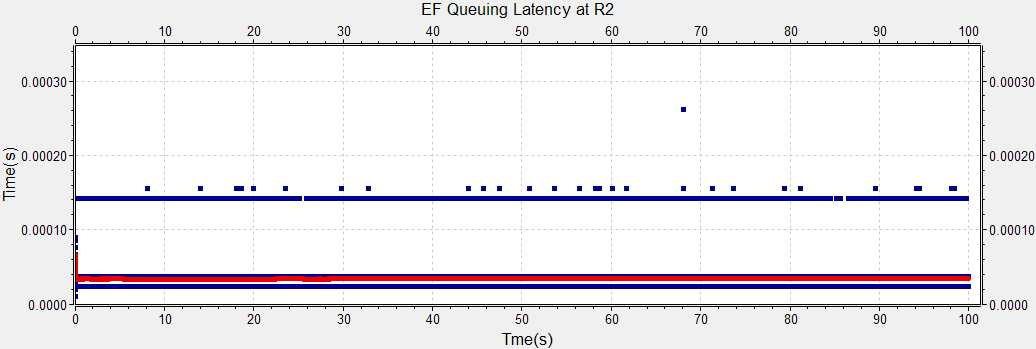 EF Queuing Latency at R2
0 10 20 30 40 50 60 70 80 90 100
0.00030 0.00030
0.00020 0.00020
Time(s)
0.00010 0.00010
0.0000 0.0000
0 10 20 30 40 50 60 70 80 90 100
Tme(s)